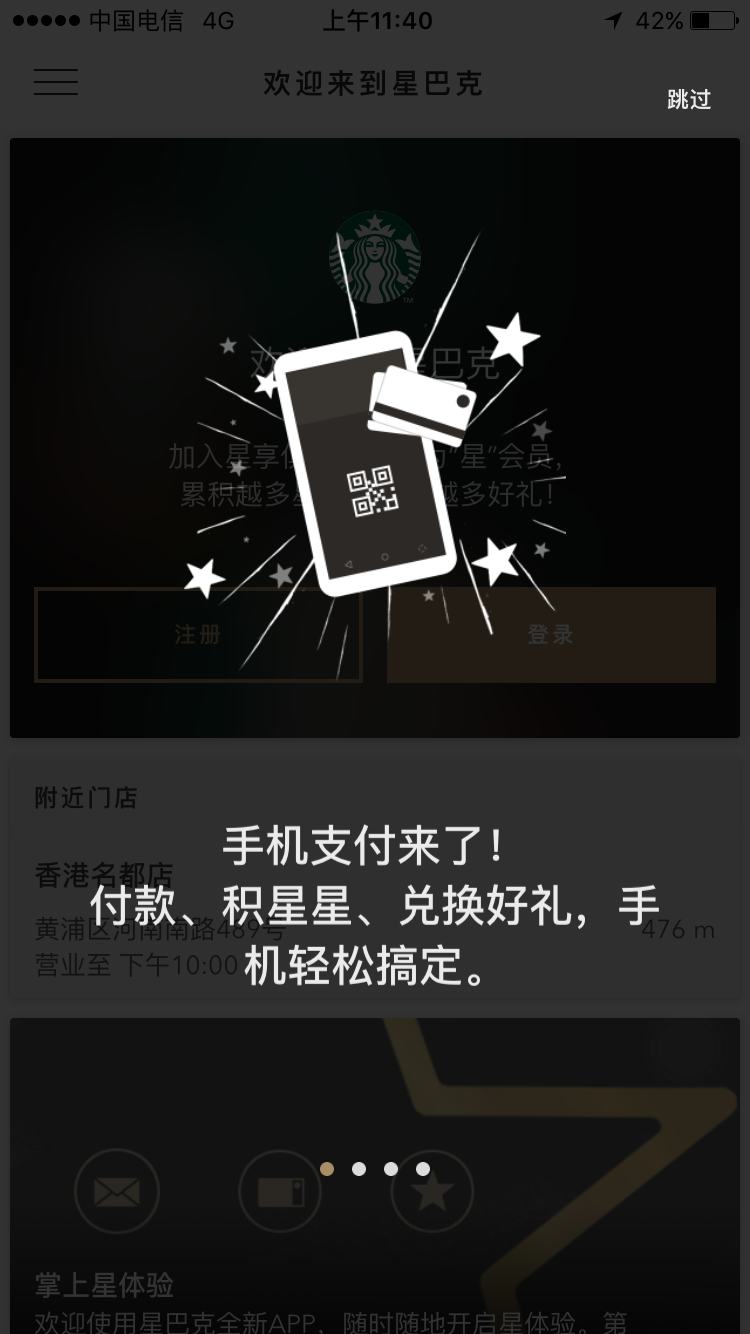 中国电信 4G 上午11:40 42%
欢迎来到星巴克
跳过
TM
星巴克
加入星享
"星"会员,
累积越多
越多好礼!
注册
登录
附近门店
手机支付来了!
香港名都店
付款、积星星、兑换好礼,手
黄浦区河南南路489号
476 m
营业至 下午10:00
机轻松搞定。
掌上星体验
欢迎使用星巴克全新APP、随时随地开启星体验。第